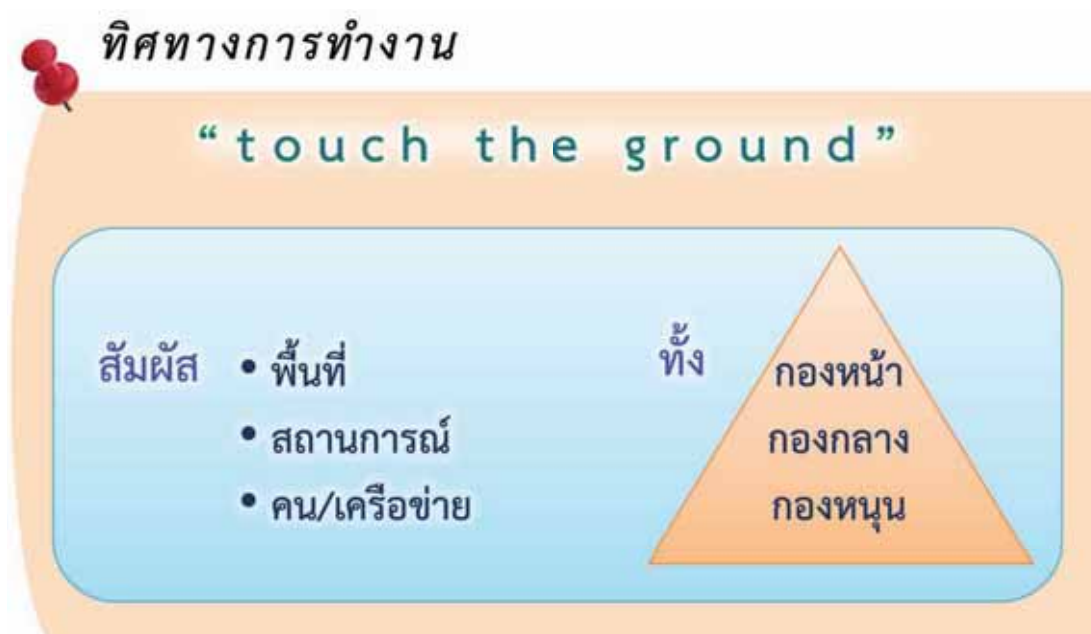 ทิศทางการทำงาน
“touch the ground”
สัมผัส • พื้นที่
• สถานการณ์
• คน/เครือข่าย
ทั้ง
กองหน้า
กองกลาง
กองหนุน